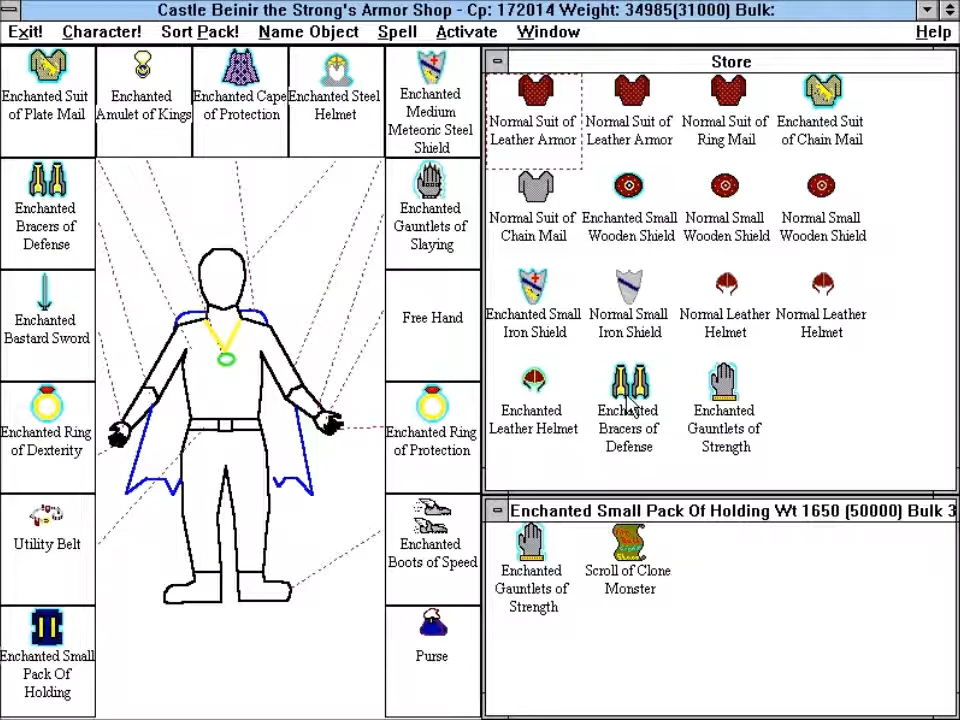 Castle Beinir the Strong's Armor Shop - Cp: 172014 Weight: 34985(31000) Bulk:
Exit! Character! Sort Pack! Name Object Spell Activate Window Help
Enchanted Suit
of Plate Mail
Enchanted
Amulet of Kings
Enchanted Cape
of Protection
Enchanted Steel
Helmet
Enchanted
Medium
Meteoric Steel
Shield
Enchanted
Bracers of
Defense
Enchanted
Gauntlets of
Slaying
Enchanted
Bastard Sword
Free Hand
Enchanted Ring
of Dexterity
Enchanted Ring
of Protection
Utility Belt
Enchanted
Boots of Speed
Enchanted Small
Pack Of
Holding
Purse
Store
Normal Suit of
Leather Armor
Normal Suit of
Leather Armor
Normal Suit of
Ring Mail
Enchanted Suit
of Chain Mail
Normal Suit of
Chain Mail
Enchanted Small
Wooden Shield
Normal Small
Wooden Shield
Normal Small
Wooden Shield
Enchanted Small
Iron Shield
Normal Small
Iron Shield
Normal Leather
Helmet
Normal Leather
Helmet
Enchanted
Leather Helmet
Enchanted
Bracers of
Defense
Enchanted
Gauntlets of
Strength
Enchanted Small Pack Of Holding Wt 1650 (50000) Bulk 3
Enchanted
Gauntlets of
Strength
Scroll of Clone
Monster